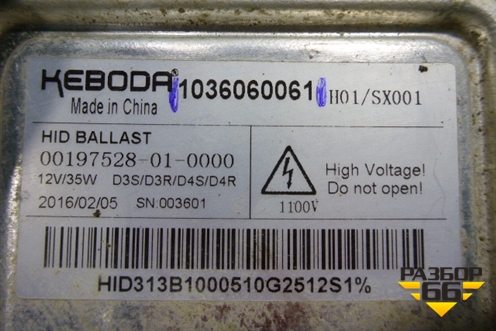 KEBODA 1036060061 H01/SX001
Made in China
HID BALLAST
00197528-01-0000
12V/35W D3S/D3R/D4S/D4R
2016/02/05 SN:003601
1100V
High Voltage!
Do not open!
HID313B1000510G2512S1%
РАЗБОР
66